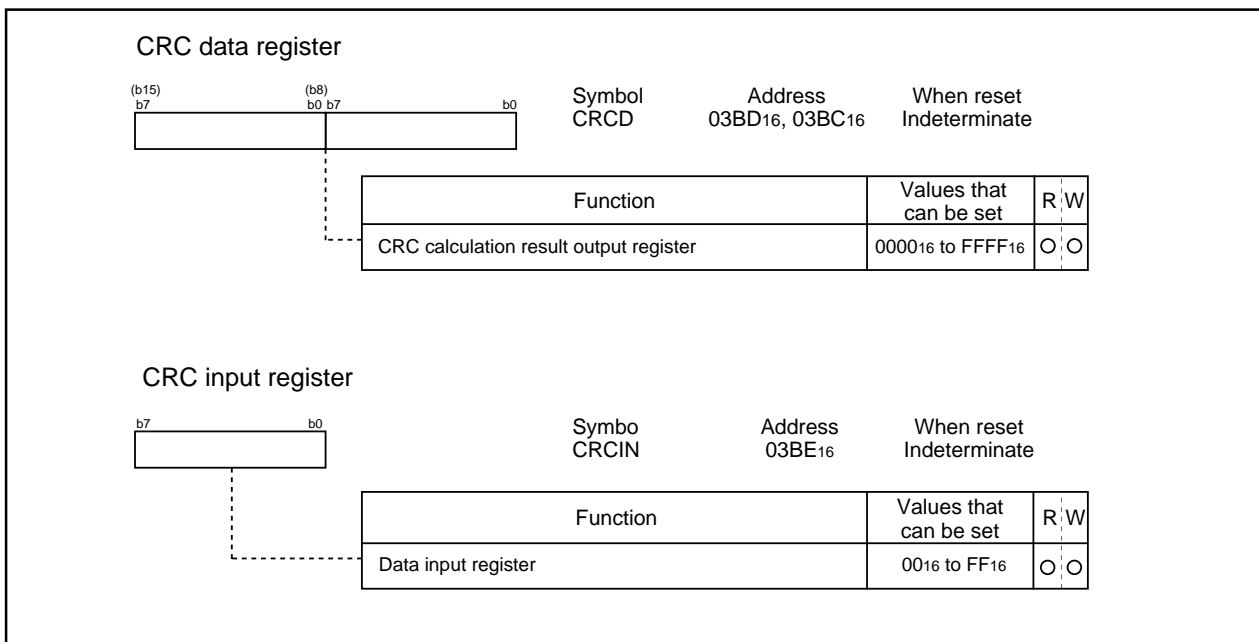 CRC data register
(b15) (b8)
b7 b0 b7 b0
Symbol Address When reset
CRCD 03BD16, 03BC16 Indeterminate
Function Values that can be set R W
CRC calculation result output register 000016 to FFFF16 O O
CRC input register
b7 b0
Symbo Address When reset
CRCIN 03BE16 Indeterminate
Function Values that can be set R W
Data input register 0016 to FF16 O O